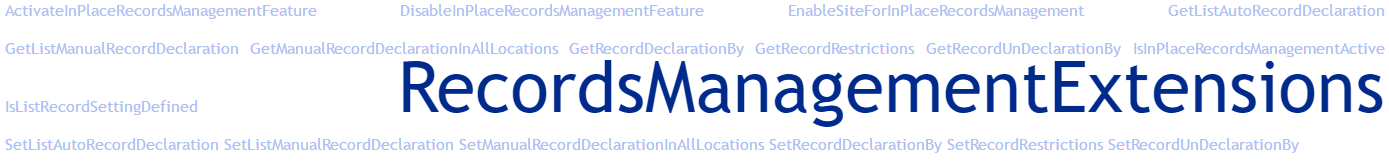 ActivateInPlaceRecordsManagementFeature DisableInPlaceRecordsManagementFeature EnableSiteForInPlaceRecordsManagement GetListAutoRecordDeclaration
GetListManualRecordDeclaration GetManualRecordDeclarationInAllLocations GetRecordDeclarationBy GetRecordRestrictions GetRecordUnDeclarationBy IsInPlaceRecordsManagementActive
IsListRecordSettingDefined RecordsManagementExtensions
SetListAutoRecordDeclaration SetListManualRecordDeclaration SetManualRecordDeclarationInAllLocations SetRecordDeclarationBy SetRecordRestrictions SetRecordUnDeclarationBy